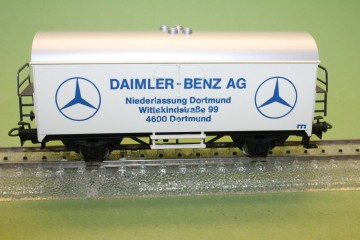 DAIMLER-BENZ AG
Niederlassung Dortmund
Wittekindstraße 99
4600 Dortmund